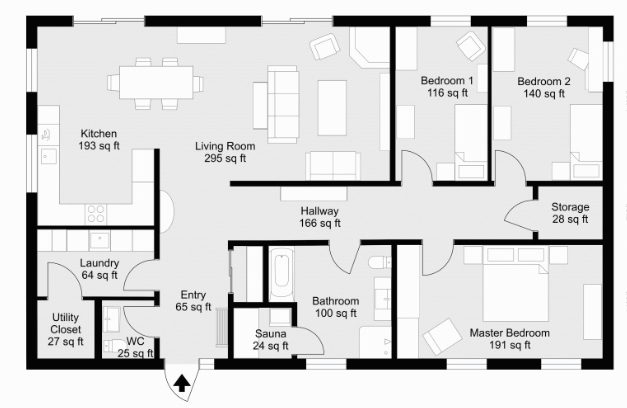 Bedroom 1
116 sq ft
Bedroom 2
140 sq ft
Kitchen
193 sq ft
Living Room
295 sq ft
Hallway
166 sq ft
Storage
28 sq ft
Laundry
64 sq ft
Entry
65 sq ft
Bathroom
100 sq ft
Utility
Closet
27 sq ft
WC
25 sq ft
Sauna
24 sq ft
Master Bedroom
191 sq ft